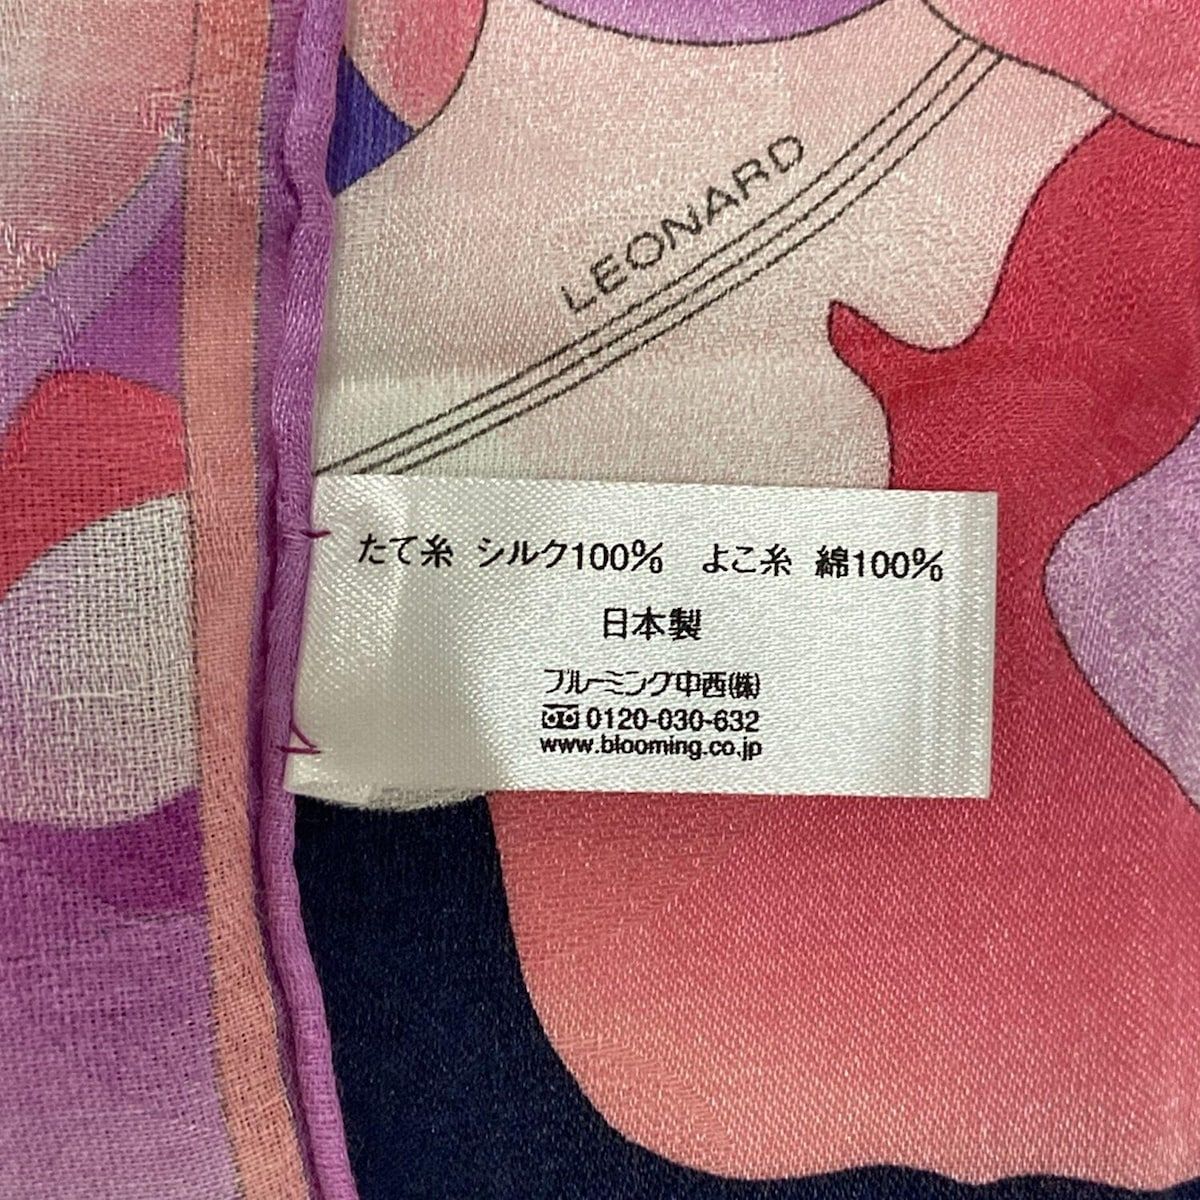 LEONARD
たて糸 シルク100% よこ糸 綿100%
日本製
ブルーミング中西(株)
0120-030-632
www.blooming.co.jp